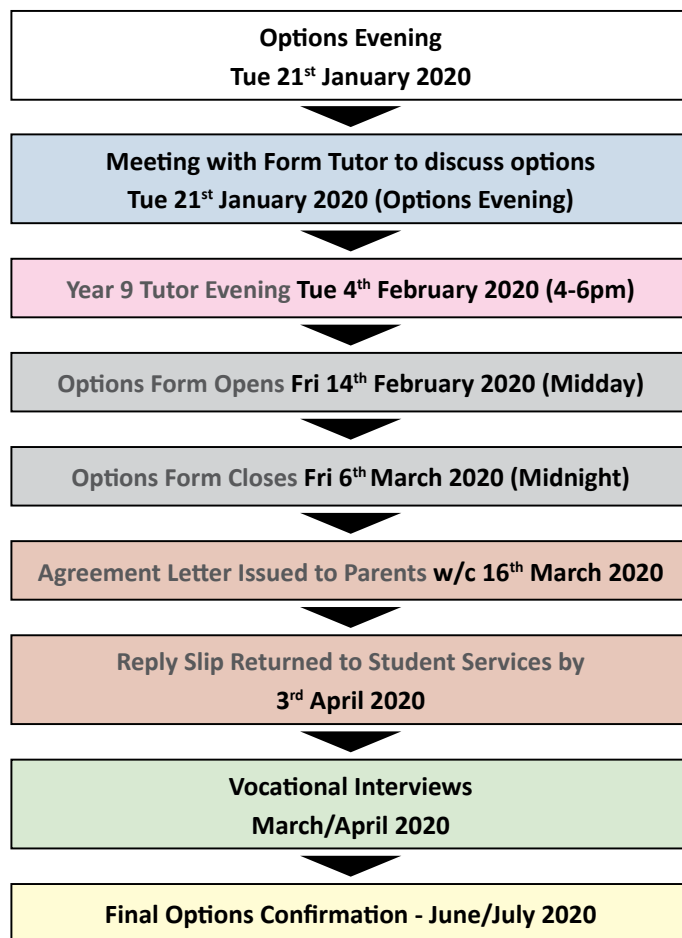 Options Evening
Tue 21st January 2020
Meeting with Form Tutor to discuss options
Tue 21st January 2020 (Options Evening)
Year 9 Tutor Evening Tue 4th February 2020 (4-6pm)
Options Form Opens Fri 14th February 2020 (Midday)
Options Form Closes Fri 6th March 2020 (Midnight)
Agreement Letter Issued to Parents w/c 16th March 2020
Reply Slip Returned to Student Services by
3rd April 2020
Vocational Interviews
March/April 2020
Final Options Confirmation - June/July 2020